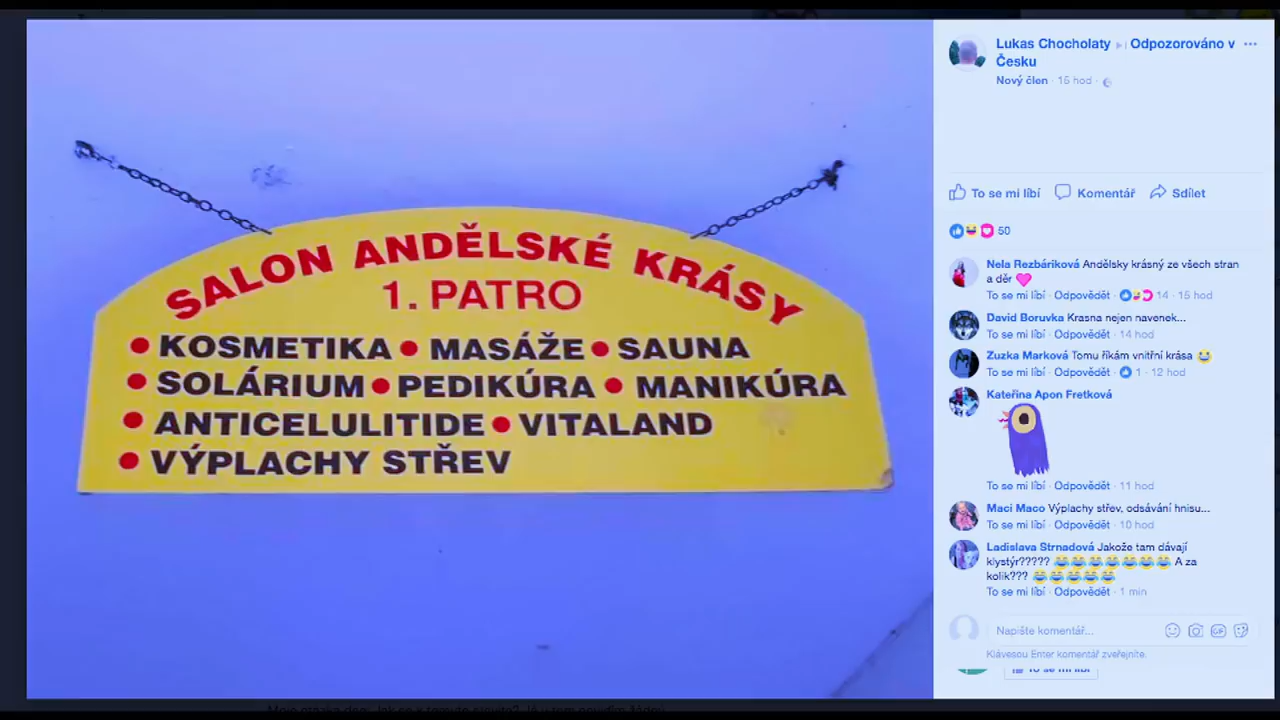 SALON ANDĚLSKÉ KRÁSY
1. PATRO
• KOSMETIKA • MASÁŽE • SAUNA
• SOLÁRIUM • PEDIKÚRA • MANIKÚRA
• ANTICELULITIDE • VITALAND
• VÝPLACHY STŘEV
Lukas Chocholaty ▸ Odpozorováno v
Česku
Nový člen · 15 hod ·
To se mi líbí Komentář Sdílet
50
Nela Rezbáriková Andělsky krásný ze všech stran
a děr 💗
To se mi líbí · Odpovědět · 14 · 15 hod
David Boruvka Krasna nejen navenek...
To se mi líbí · Odpovědět · 14 hod
Zuzka Marková Tomu říkám vnitřní krása 😂
To se mi líbí · Odpovědět · 1 · 12 hod
Kateřina Apon Fretková
To se mi líbí · Odpovědět · 11 hod
Maci Maco Výplachy střev, odsávání hnisu...
To se mi líbí · Odpovědět · 10 hod
Ladislava Strnadová Jakože tam dávají
klystýr????? 😂😂😂😂😂😂😂 A za
kolik??? 😂😂😂😂😂
To se mi líbí · Odpovědět · 1 min
Napište komentář...
GIF
Klávesou Enter komentář zveřejníte.
To se mi líbí